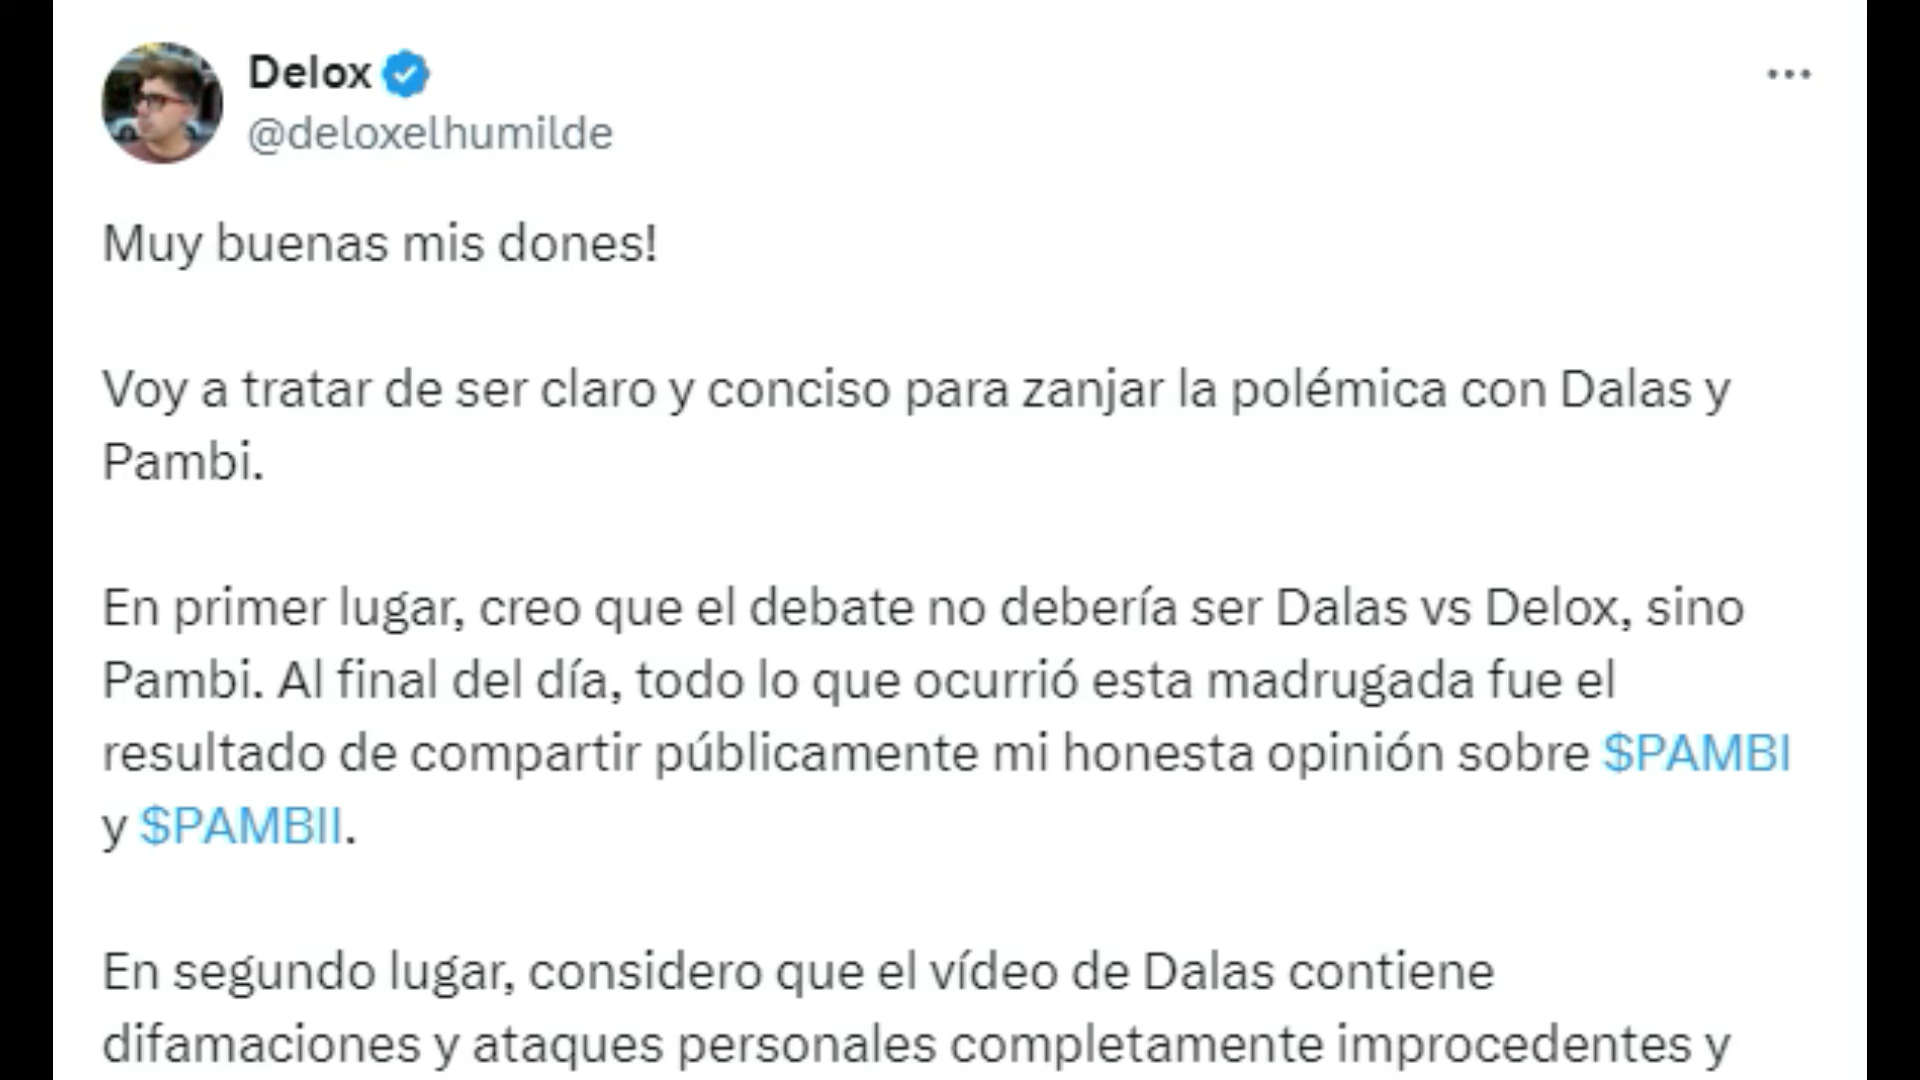 Delox
@deloxelhumilde
Muy buenas mis dones!
Voy a tratar de ser claro y conciso para zanjar la polémica con Dalas y
Pambi.
En primer lugar, creo que el debate no debería ser Dalas vs Delox, sino
Pambi. Al final del día, todo lo que ocurrió esta madrugada fue el
resultado de compartir públicamente mi honesta opinión sobre $PAMBI
y $PAMBII.
En segundo lugar, considero que el vídeo de Dalas contiene
difamaciones y ataques personales completamente improcedentes y